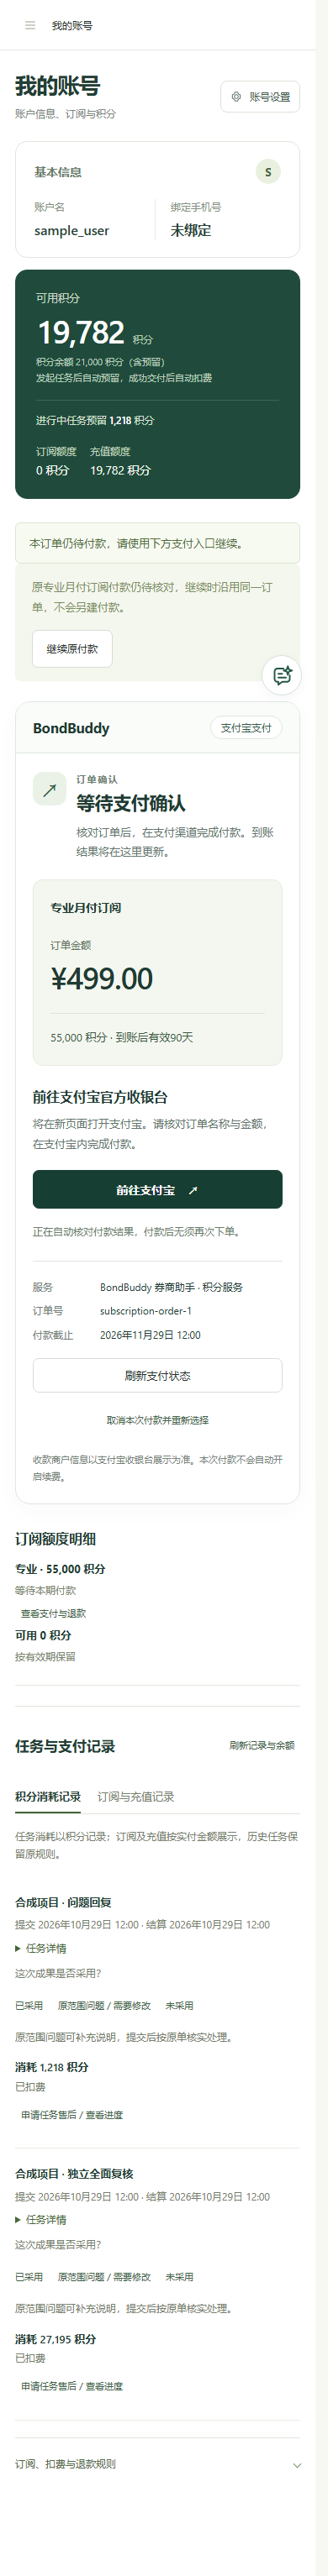 我的账号
我的账号
账户信息、订阅与积分
账号设置
基本信息
S
账户名
sample_user
绑定手机号
未绑定
可用积分
19,782 积分
积分余额 21,000 积分（含预留）
发起任务后自动预留，成功交付后自动扣费
进行中任务预留 1,218 积分
订阅额度
0 积分
充值额度
19,782 积分
本订单仍待付款，请使用下方支付入口继续。
原专业月付订阅付款仍待核对，继续时沿用同一订
单，不会另建付款。
继续原付款
BondBuddy
支付宝支付
订单确认
等待支付确认
核对订单后，在支付渠道完成付款。到账
结果将在这里更新。
专业月付订阅
订单金额
¥499.00
55,000 积分 · 到账后有效90天
前往支付宝官方收银台
将在新页面打开支付宝。请核对订单名称与金额，
在支付宝内完成付款。
前往支付宝 ↗
正在自动核对付款结果，付款后无须再次下单。
服务 BondBuddy 券商助手 · 积分服务
订单号 subscription-order-1
付款截止 2026年11月29日 12:00
刷新支付状态
取消本次付款并重新选择
收款商户信息以支付宝收银台展示为准。本次付款不会自动开
启续费。
订阅额度明细
专业 · 55,000 积分
等待本期付款
查看支付与退款
可用 0 积分
按有效期保留
任务与支付记录
刷新记录与余额
积分消耗记录 订阅与充值记录
任务消耗以积分记录；订阅及充值按实付金额展示，历史任务保
留原规则。
合成项目 · 问题回复
提交 2026年10月29日 12:00 · 结算 2026年10月29日 12:00
任务详情
这次成果是否采用？
已采用 原范围问题 / 需要修改 未采用
原范围问题可补充说明，提交后按原单核实处理。
消耗 1,218 积分
已扣费
申请任务售后 / 查看进度
合成项目 · 独立全面复核
提交 2026年10月29日 12:00 · 结算 2026年10月29日 12:00
任务详情
这次成果是否采用？
已采用 原范围问题 / 需要修改 未采用
原范围问题可补充说明，提交后按原单核实处理。
消耗 27,195 积分
已扣费
申请任务售后 / 查看进度
订阅、扣费与退款规则